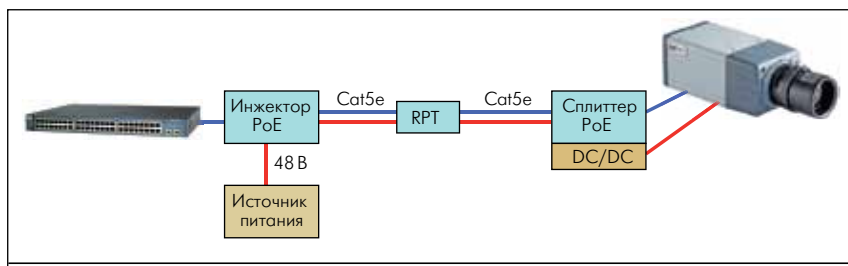 Инжектор
PoE
Cat5e
RPT
Cat5e
Сплиттер
PoE
DC/DC
48 В
Источник
питания